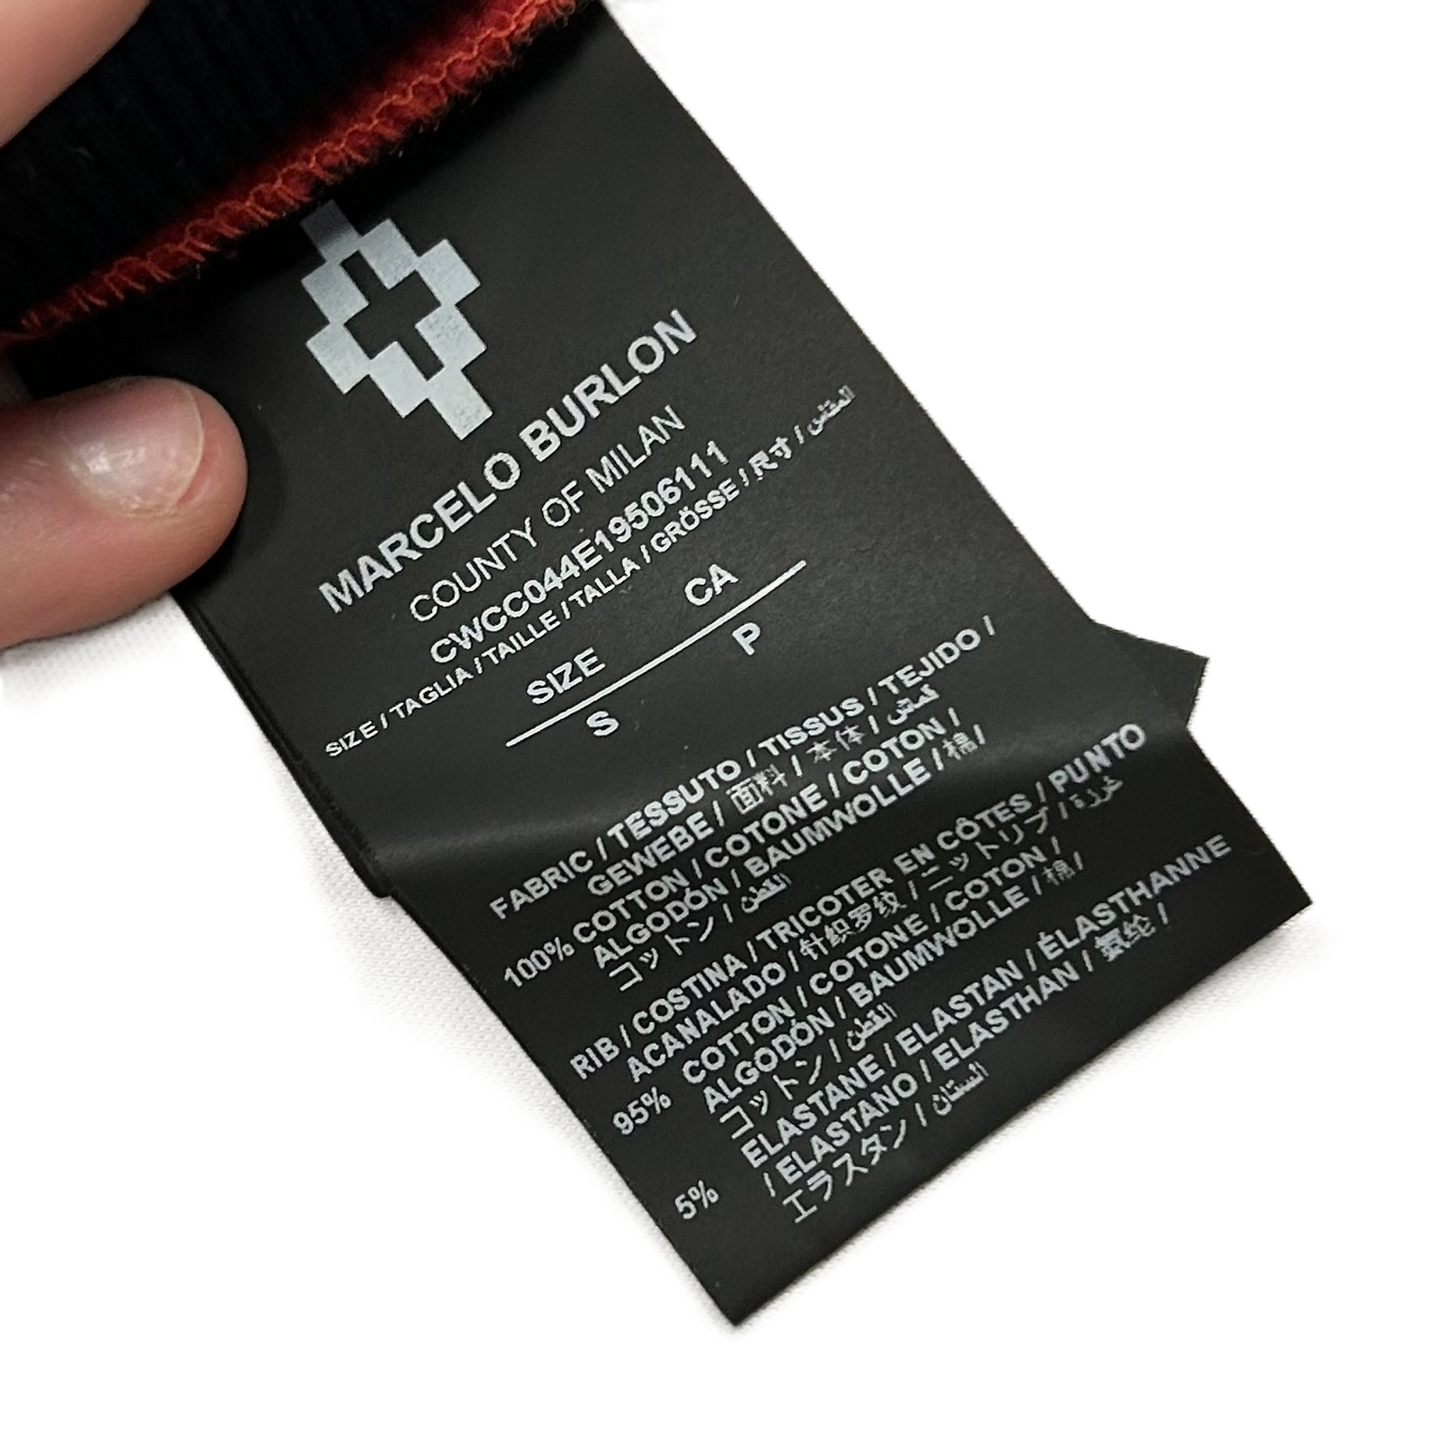 MARCELO BURLON
COUNTY OF MILAN
CWCC044E19506111
SIZE / TAGLIA / TAILLE / TALLA / GRÖSSE / 尺寸 / المقاس
SIZE CA
S P
FABRIC / TESSUTO / TISSUS / TEJIDO /
GEWEBE / 面料 / 本体 / قماش
100% COTTON / COTONE / COTON /
ALGODÓN / BAUMWOLLE / 棉/
コットン / القطن
RIB / COSTINA / TRICOTER EN CÔTES / PUNTO
ACANALADO / 针织罗纹 / ニットリブ / غرزة
95% COTTON / COTONE / COTON /
ALGODÓN / BAUMWOLLE / 棉/
コットン / القطن
5% ELASTANE / ELASTAN / ÉLASTHANNE
/ ELASTANO / ELASTHAN / 氨纶 /
エラスタン /